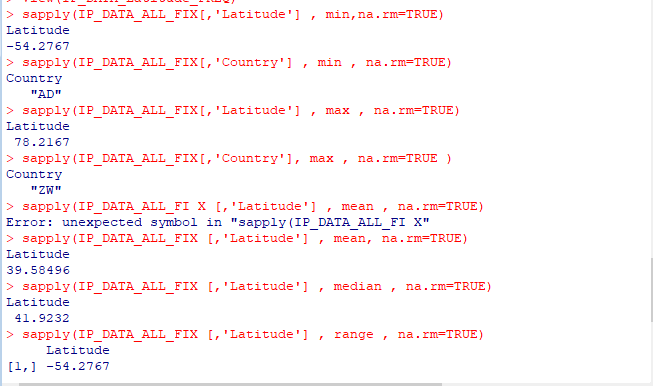 > view(IP_DATA_Latitude_FREQ)
> sapply(IP_DATA_ALL_FIX[,'Latitude'] , min,na.rm=TRUE)
Latitude
-54.2767
> sapply(IP_DATA_ALL_FIX[,'Country'] , min , na.rm=TRUE)
Country
"AD"
> sapply(IP_DATA_ALL_FIX[,'Latitude'] , max , na.rm=TRUE)
Latitude
78.2167
> sapply(IP_DATA_ALL_FIX[,'Country'], max , na.rm=TRUE )
Country
"ZW"
> sapply(IP_DATA_ALL_FI X [,'Latitude'] , mean , na.rm=TRUE)
Error: unexpected symbol in "sapply(IP_DATA_ALL_FI X"
> sapply(IP_DATA_ALL_FIX [,'Latitude'] , mean, na.rm=TRUE)
Latitude
39.58496
> sapply(IP_DATA_ALL_FIX [,'Latitude'] , median , na.rm=TRUE)
Latitude
41.9232
> sapply(IP_DATA_ALL_FIX [,'Latitude'] , range , na.rm=TRUE)
Latitude
[1,] -54.2767